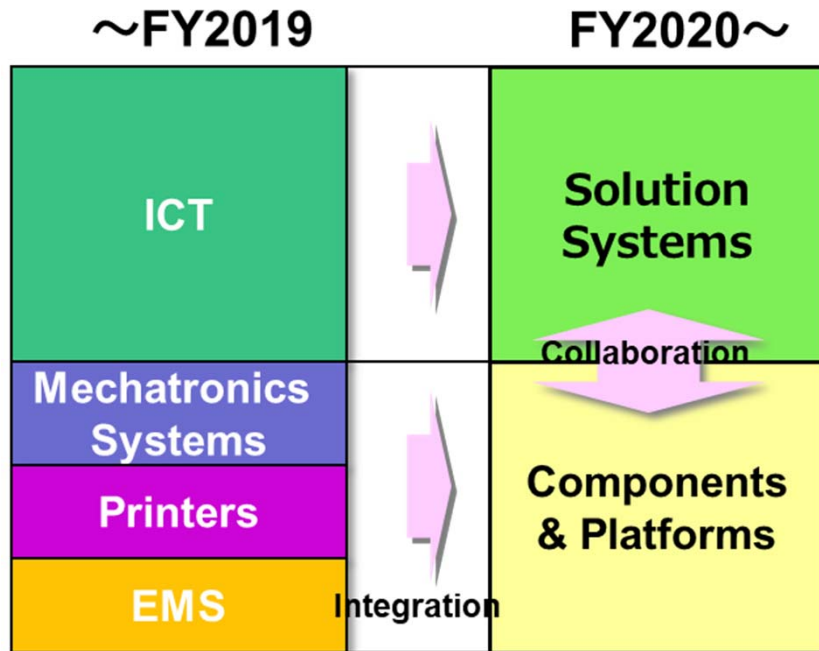 ～FY2019
FY2020～
ICT
Solution
Systems
Collaboration
Mechatronics
Systems
Printers
EMS
Integration
Components
& Platforms